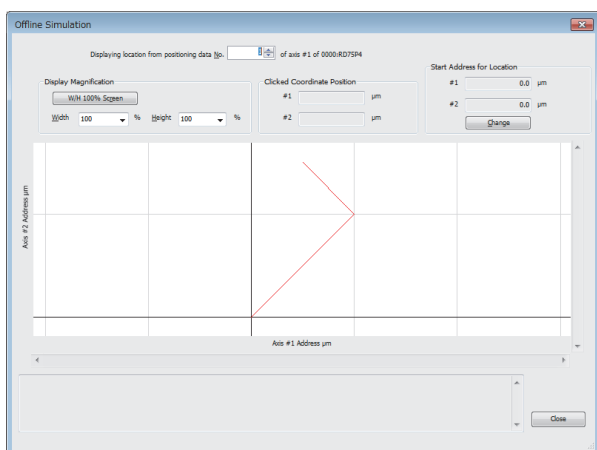 Offline Simulation
Displaying location from positioning data No. 1 of axis #1 of 0000:RD75P4
Display Magnification
W/H 100% Screen
Width 100 % Height 100 %
Clicked Coordinate Position
#1 µm
#2 µm
Start Address for Location
#1 0.0 µm
#2 0.0 µm
Change
Axis #2 Address µm
Axis #1 Address µm
Close